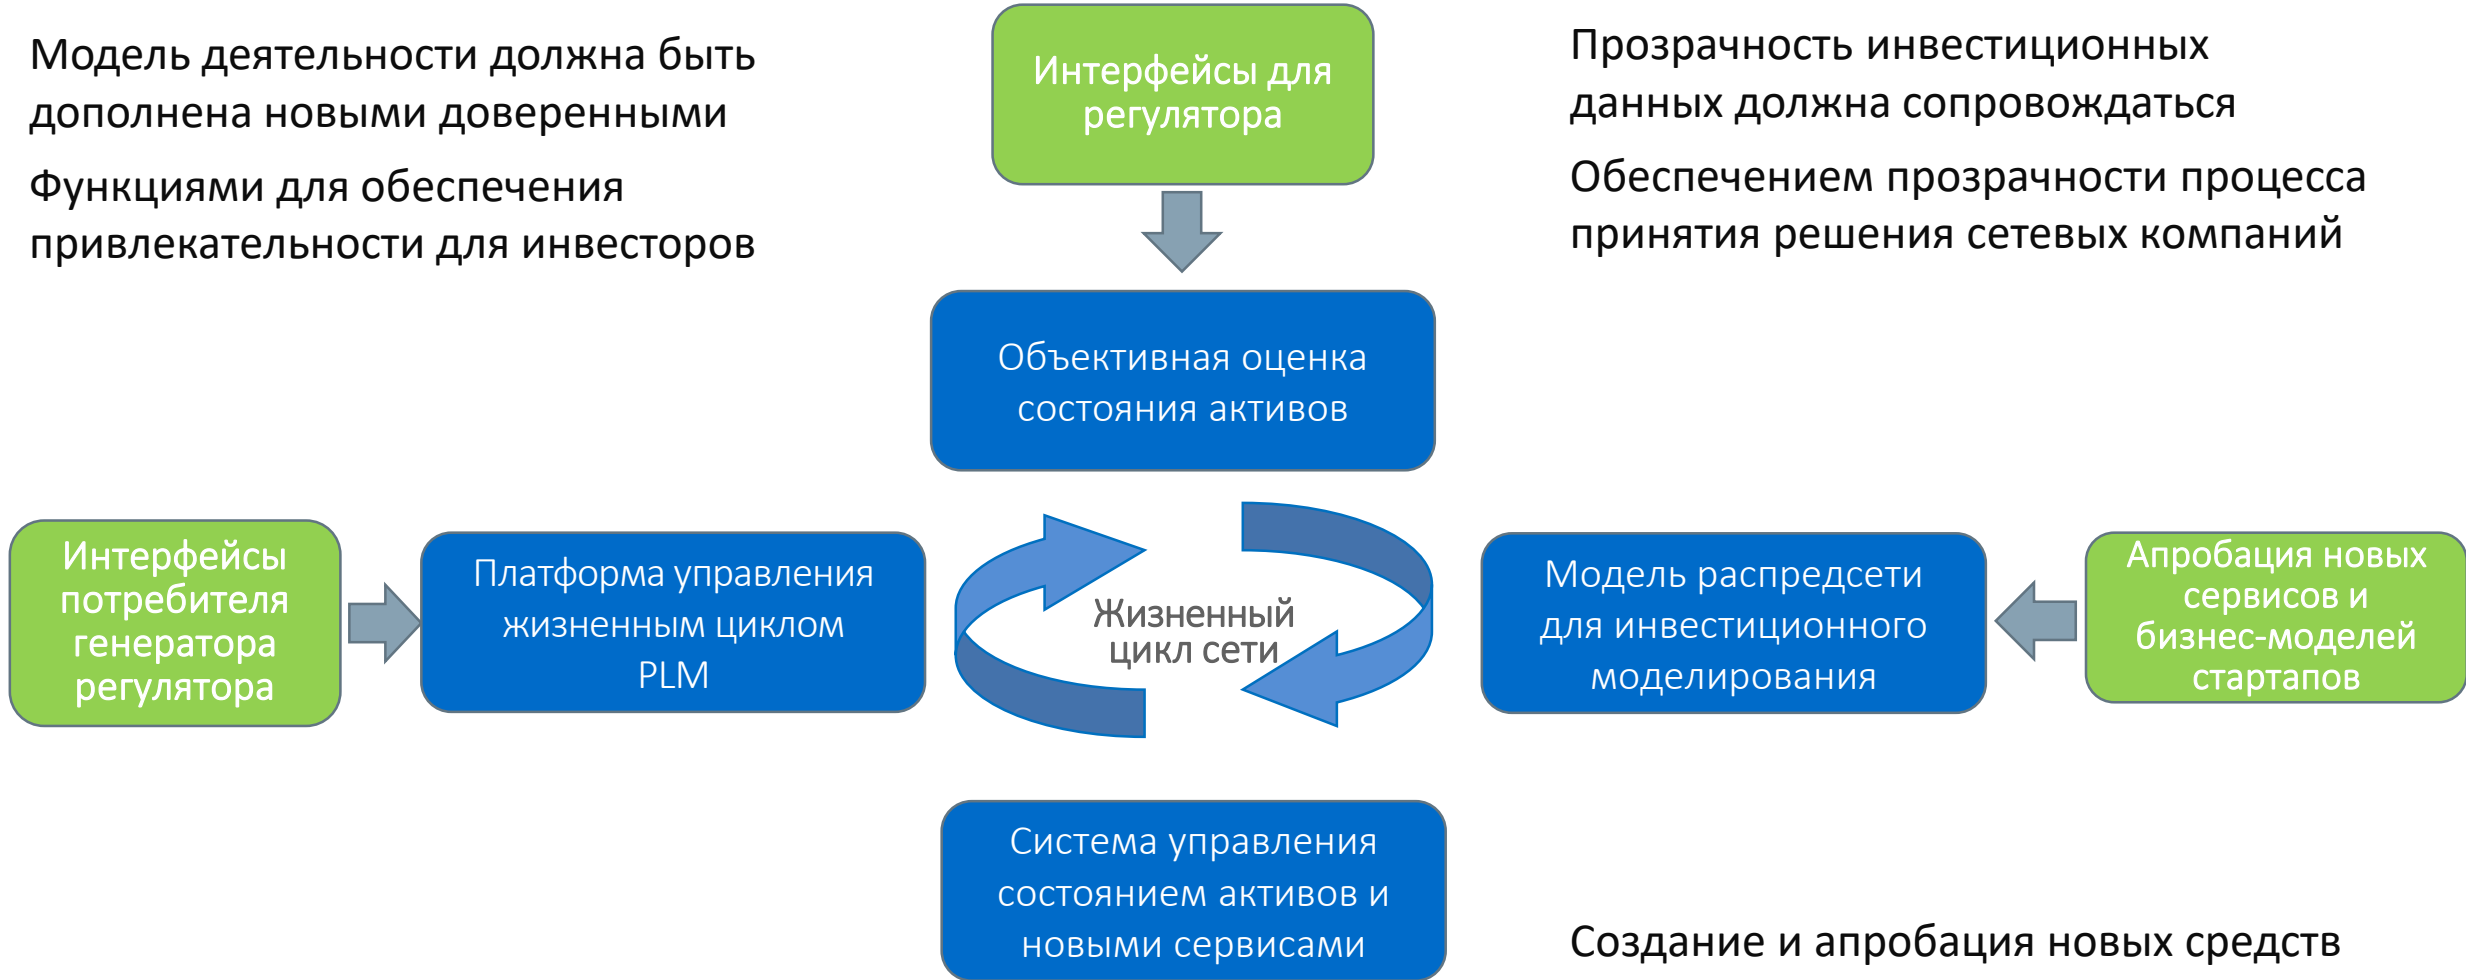 Модель деятельности должна быть
дополнена новыми доверенными
Функциями для обеспечения
привлекательности для инвесторов
Интерфейсы для
регулятора
Прозрачность инвестиционных
данных должна сопровождаться
Обеспечением прозрачности процесса
принятия решения сетевых компаний
Объективная оценка
состояния активов
Интерфейсы
потребителя
генератора
регулятора
Платформа управления
жизненным циклом
PLM
Жизненный
цикл сети
Модель распредсети
для инвестиционного
моделирования
Апробация новых
сервисов и
бизнес-моделей
стартапов
Система управления
состоянием активов и
новыми сервисами
Создание и апробация новых средств